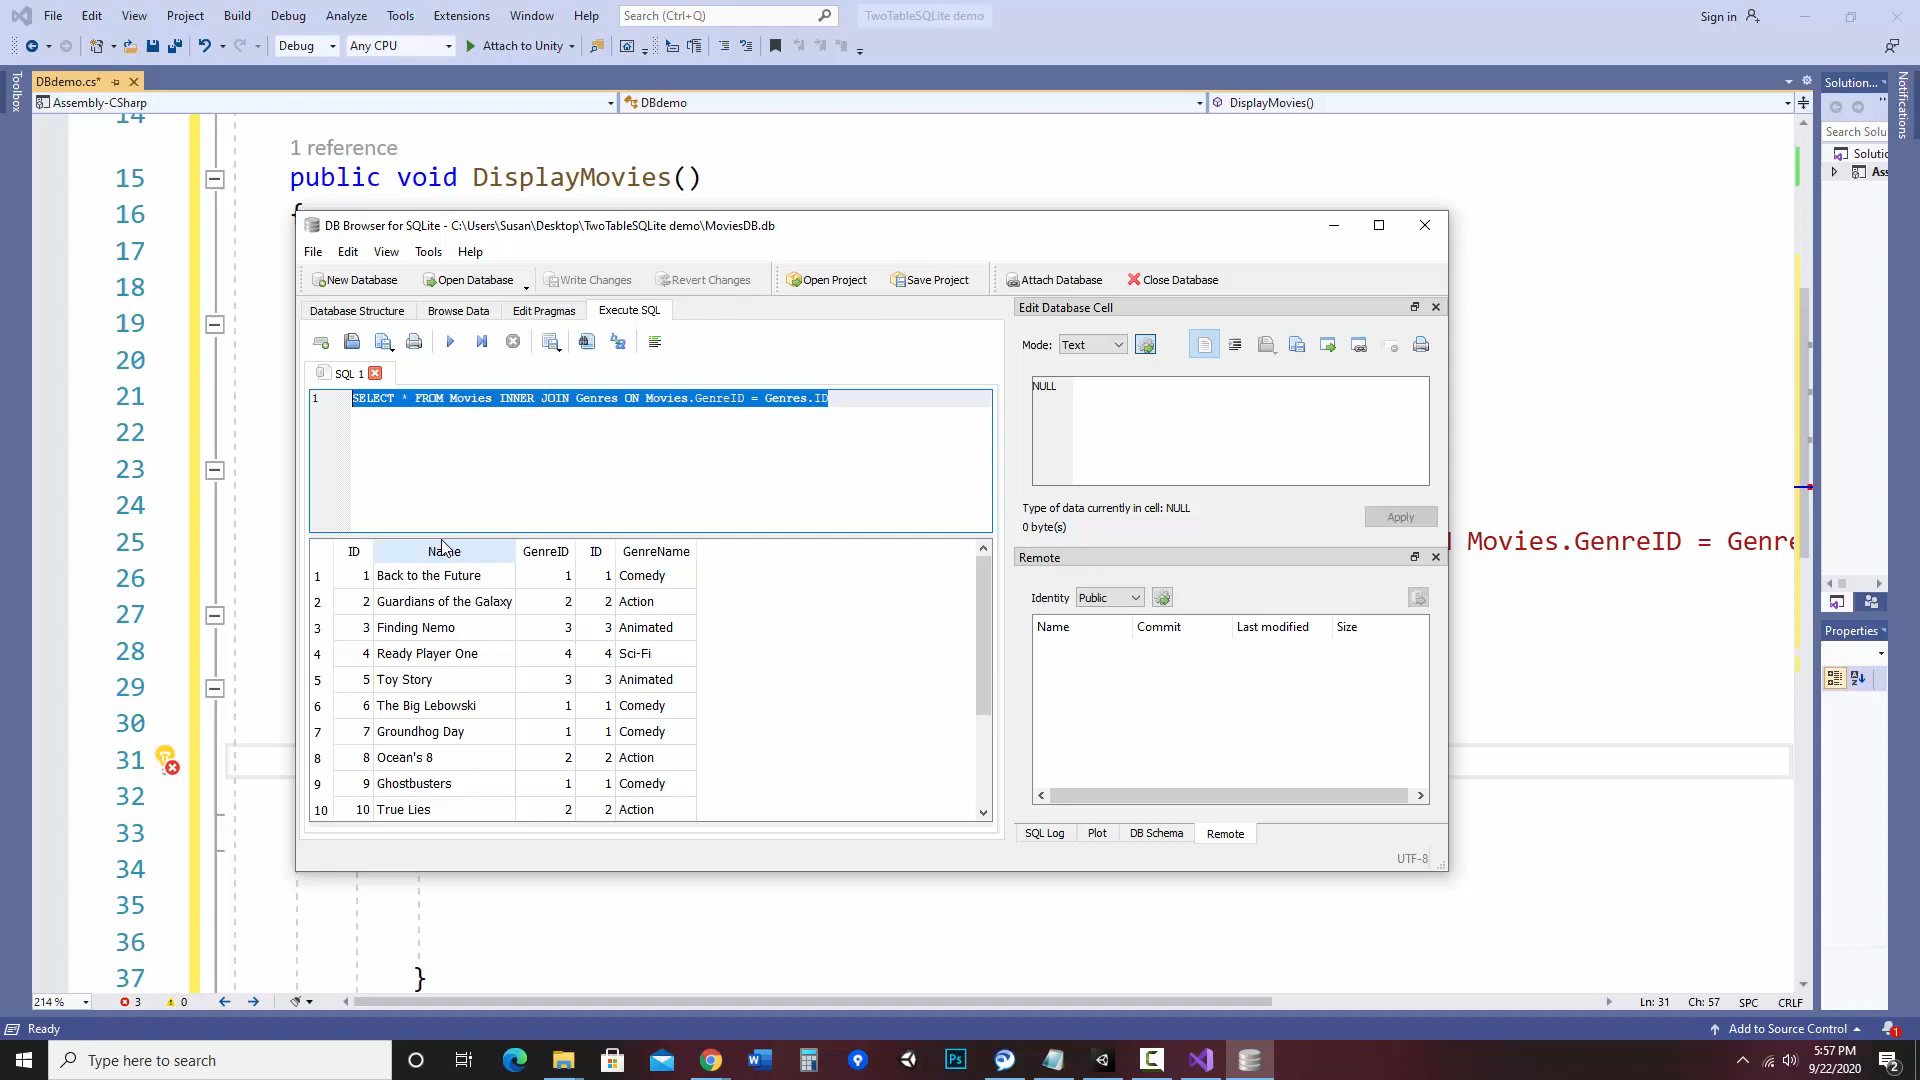 File Edit View Project Build Debug Analyze Tools Extensions Window Help Search (Ctrl+Q) TwoTableSQLite demo Sign in
Debug Any CPU Attach to Unity
Toolbox
DBdemo.cs*
Assembly-CSharp DBdemo DisplayMovies()
14
1 reference
15 public void DisplayMovies()
16 {
17
18
19
20
21
22
23
24
25 Movies.GenreID = Genre
26
27
28
29
30
31
32
33
34
35
36
37 }
DB Browser for SQLite - C:\Users\Susan\Desktop\TwoTableSQLite demo\MoviesDB.db
File Edit View Tools Help
New Database Open Database Write Changes Revert Changes Open Project Save Project Attach Database Close Database
Database Structure Browse Data Edit Pragmas Execute SQL
SQL 1
1 SELECT * FROM Movies INNER JOIN Genres ON Movies.GenreID = Genres.ID
ID Name GenreID ID GenreName
1 1 Back to the Future 1 1 Comedy
2 2 Guardians of the Galaxy 2 2 Action
3 3 Finding Nemo 3 3 Animated
4 4 Ready Player One 4 4 Sci-Fi
5 5 Toy Story 3 3 Animated
6 6 The Big Lebowski 1 1 Comedy
7 7 Groundhog Day 1 1 Comedy
8 8 Ocean's 8 2 2 Action
9 9 Ghostbusters 1 1 Comedy
10 10 True Lies 2 2 Action
Edit Database Cell
Mode: Text
NULL
Type of data currently in cell: NULL
0 byte(s)
Apply
Remote
Identity Public
Name Commit Last modified Size
SQL Log Plot DB Schema Remote
UTF-8
Solution...
Search Solu
Solutio
Ass
Properties
Notifications
214 % 3 0 Ln: 31 Ch: 57 SPC CRLF
Ready Add to Source Control 1
Type here to search
5:57 PM
9/22/2020
2